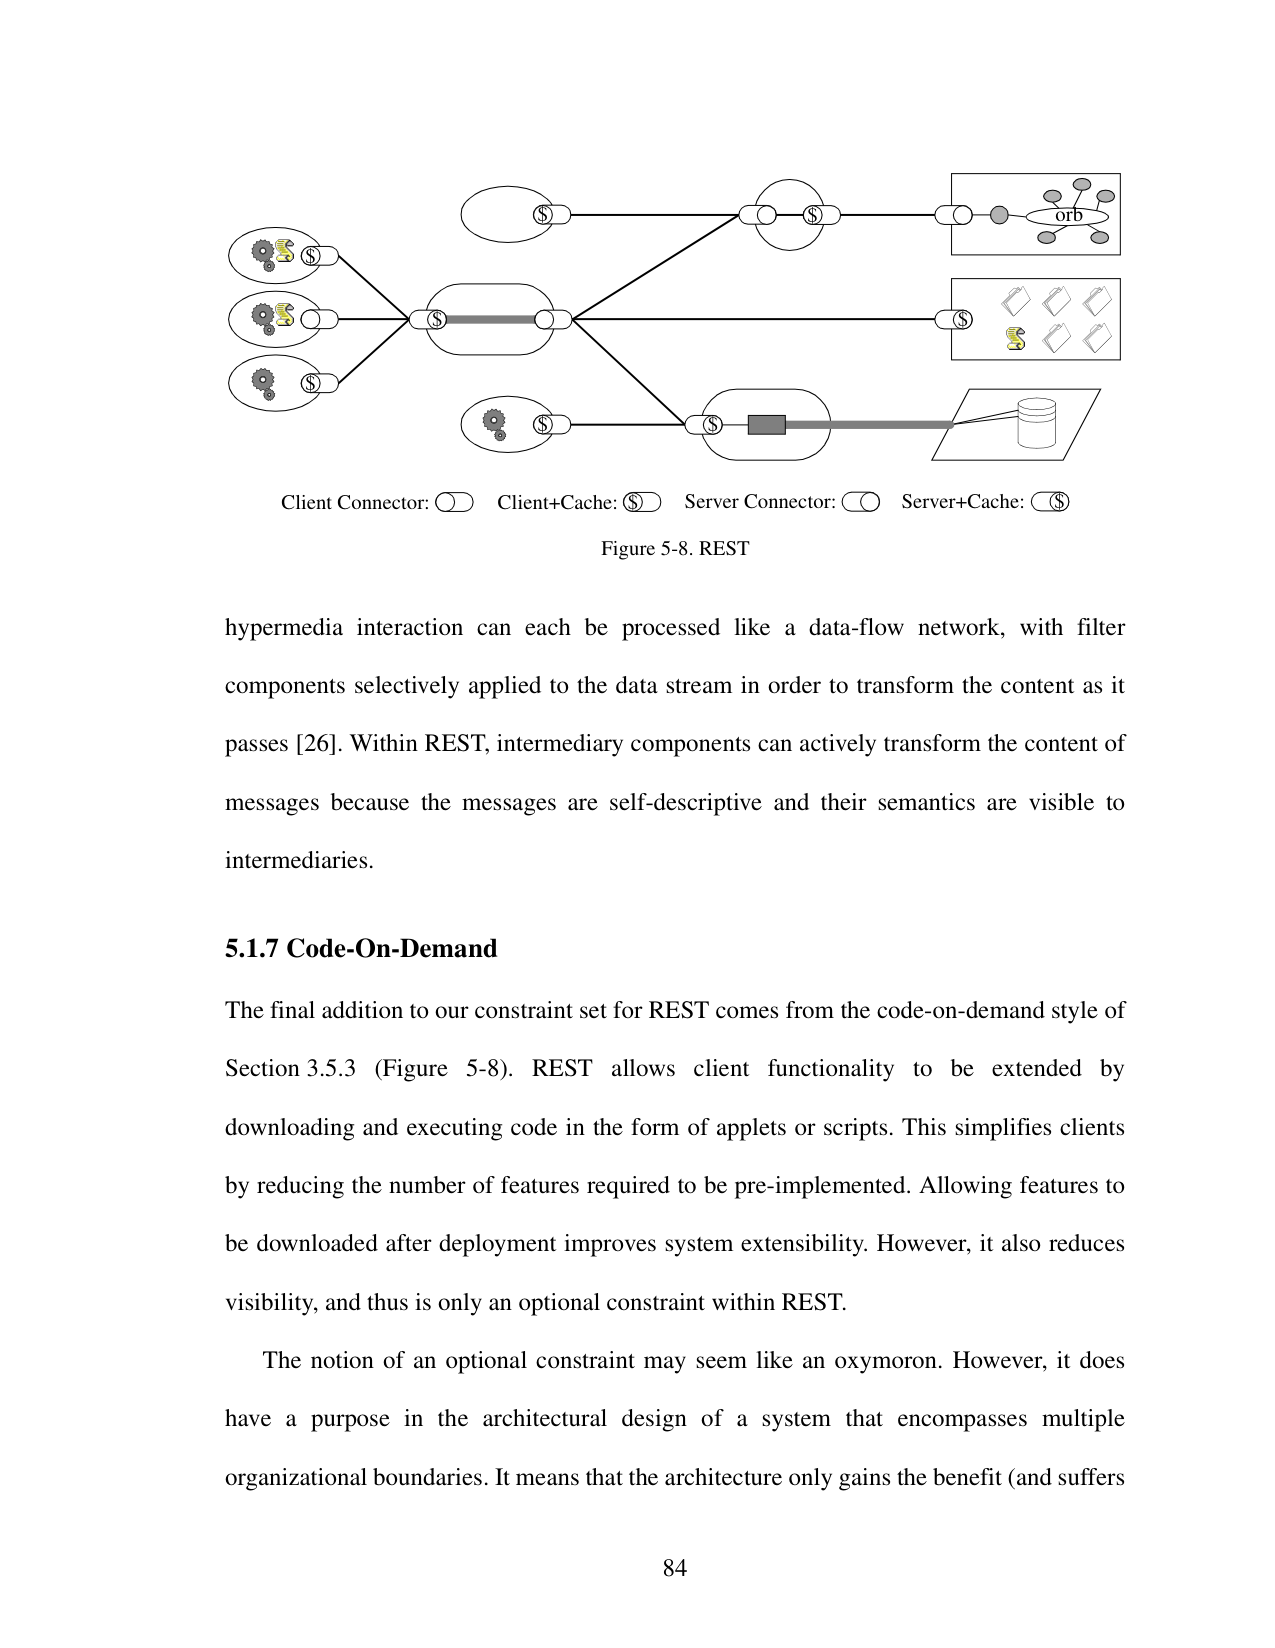 $
$
orb
$
$
$
$
$
$
Client Connector: Client+Cache: $ Server Connector: Server+Cache: $
Figure 5-8. REST
hypermedia interaction can each be processed like a data-flow network, with filter
components selectively applied to the data stream in order to transform the content as it
passes [26]. Within REST, intermediary components can actively transform the content of
messages because the messages are self-descriptive and their semantics are visible to
intermediaries.
5.1.7 Code-On-Demand
The final addition to our constraint set for REST comes from the code-on-demand style of
Section 3.5.3 (Figure 5-8). REST allows client functionality to be extended by
downloading and executing code in the form of applets or scripts. This simplifies clients
by reducing the number of features required to be pre-implemented. Allowing features to
be downloaded after deployment improves system extensibility. However, it also reduces
visibility, and thus is only an optional constraint within REST.
The notion of an optional constraint may seem like an oxymoron. However, it does
have a purpose in the architectural design of a system that encompasses multiple
organizational boundaries. It means that the architecture only gains the benefit (and suffers
84